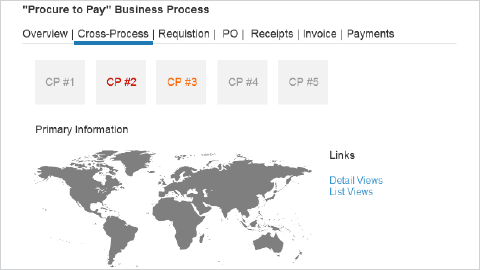 "Procure to Pay" Business Process
Overview | Cross-Process | Requistion | PO | Receipts | Invoice | Payments
CP #1 CP #2 CP #3 CP #4 CP #5
Primary Information
Links
Detail Views
List Views